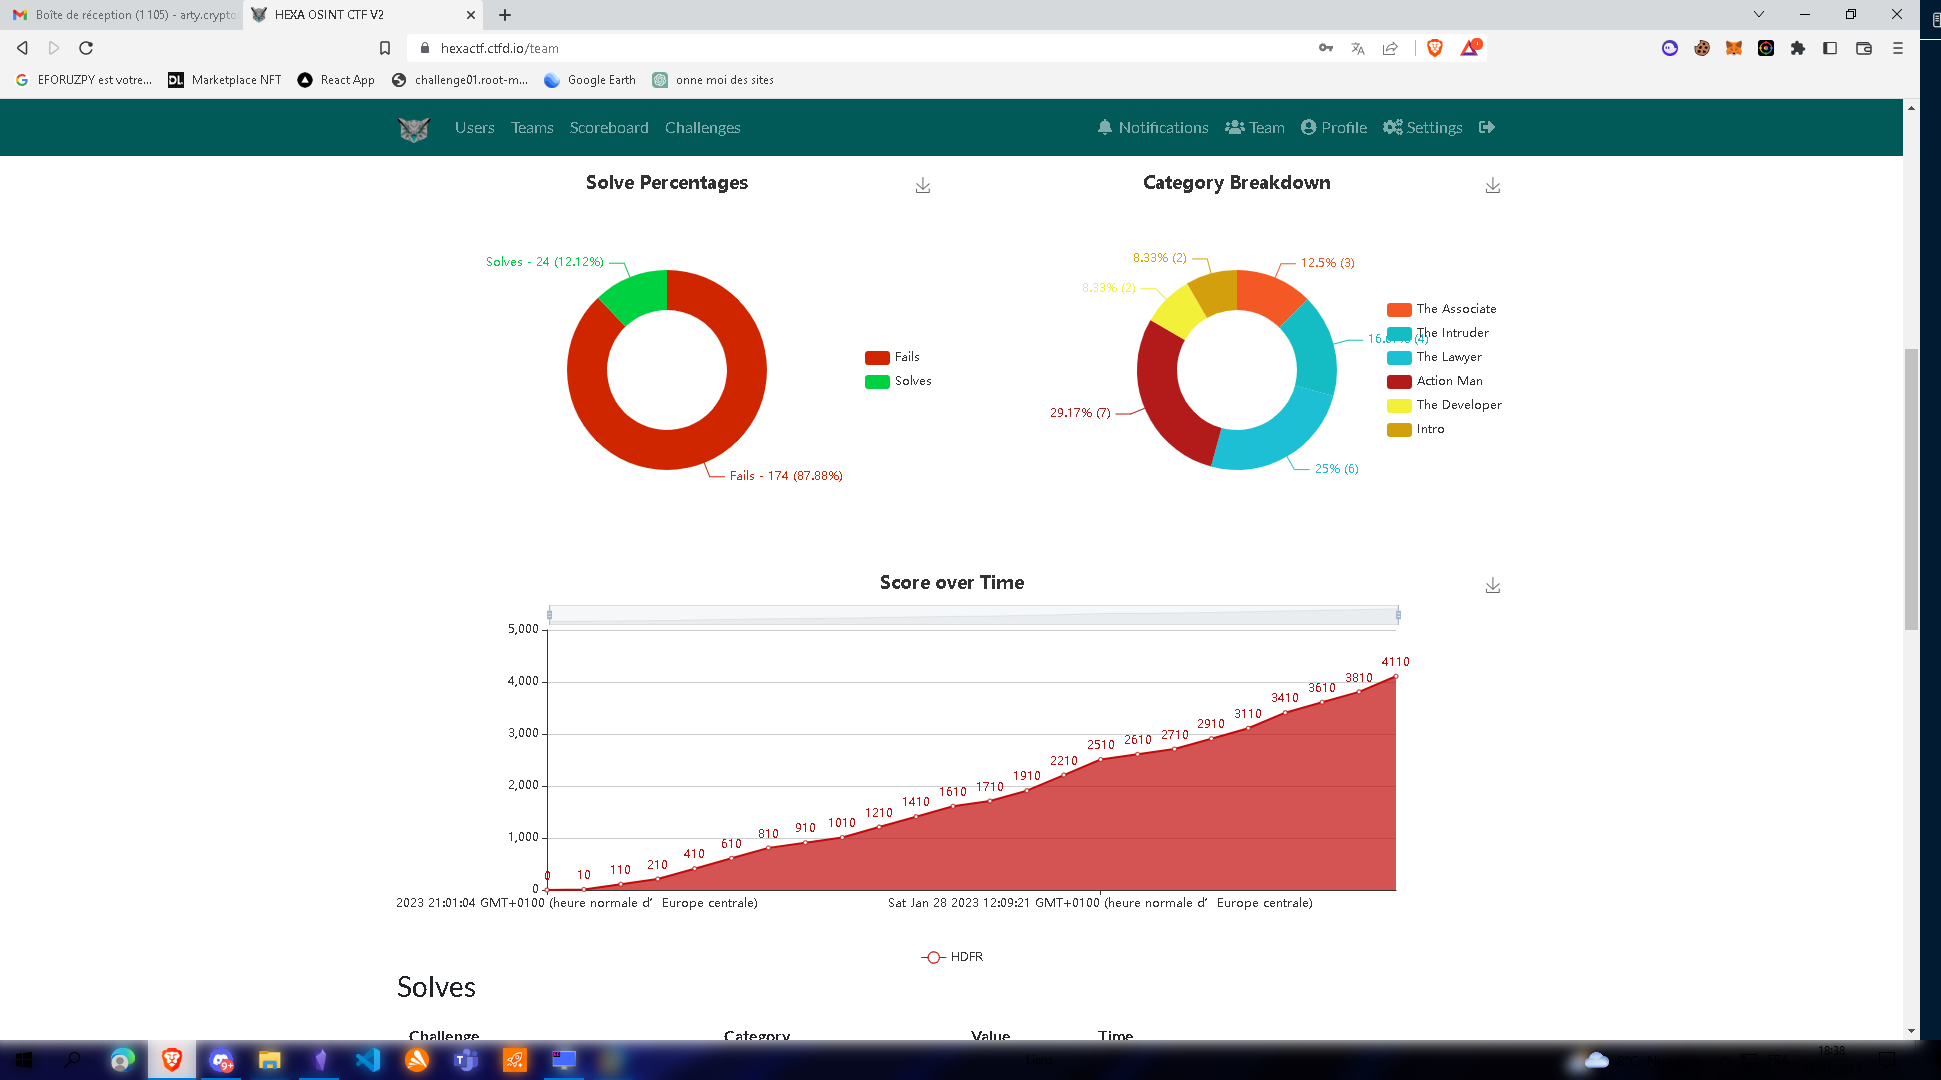 Boîte de réception (1 105) - arty.crypto
HEXA OSINT CTF V2
hexactf.ctfd.io/team
EFORUZPY est votre...
Marketplace NFT
React App
challenge01.root-m...
Google Earth
onne moi des sites
Users
Teams
Scoreboard
Challenges
Notifications
Team
Profile
Settings
Solve Percentages
Solves - 24 (12.12%)
Fails - 174 (87.88%)
Fails
Solves
Category Breakdown
8.33% (2)
12.5% (3)
8.33% (2)
29.17% (7)
25% (6)
The Associate
The Intruder
The Lawyer
Action Man
The Developer
Intro
Score over Time
5,000
4,000
3,000
2,000
1,000
0
0
10
110
210
410
610
810
910
1010
1210
1410
1610
1710
1910
2210
2510
2610
2710
2910
3110
3410
3610
3810
4110
2023 21:01:04 GMT+0100 (heure normale d’Europe centrale)
Sat Jan 28 2023 12:09:21 GMT+0100 (heure normale d’Europe centrale)
HDFR
Solves
Challenge
Category
Value
Time
18:38